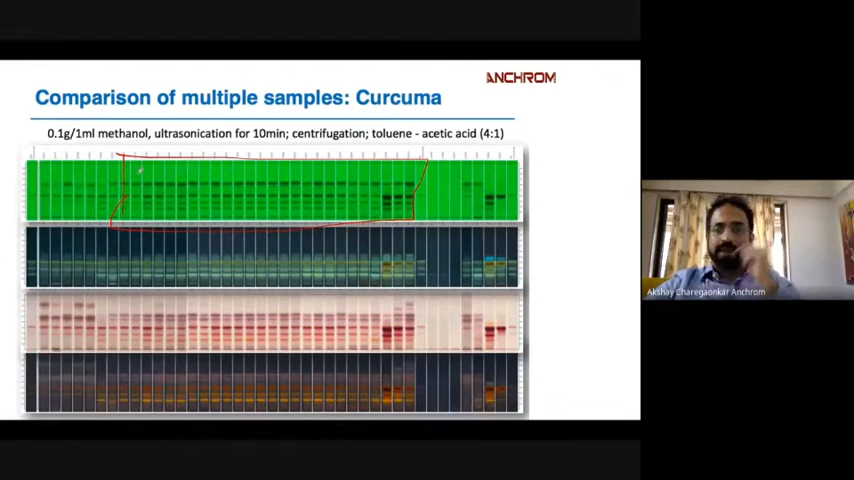 ANCHROM
Comparison of multiple samples: Curcuma
0.1g/1ml methanol, ultrasonication for 10min; centrifugation; toluene - acetic acid (4:1)
Akshay Charegaonkar Anchrom